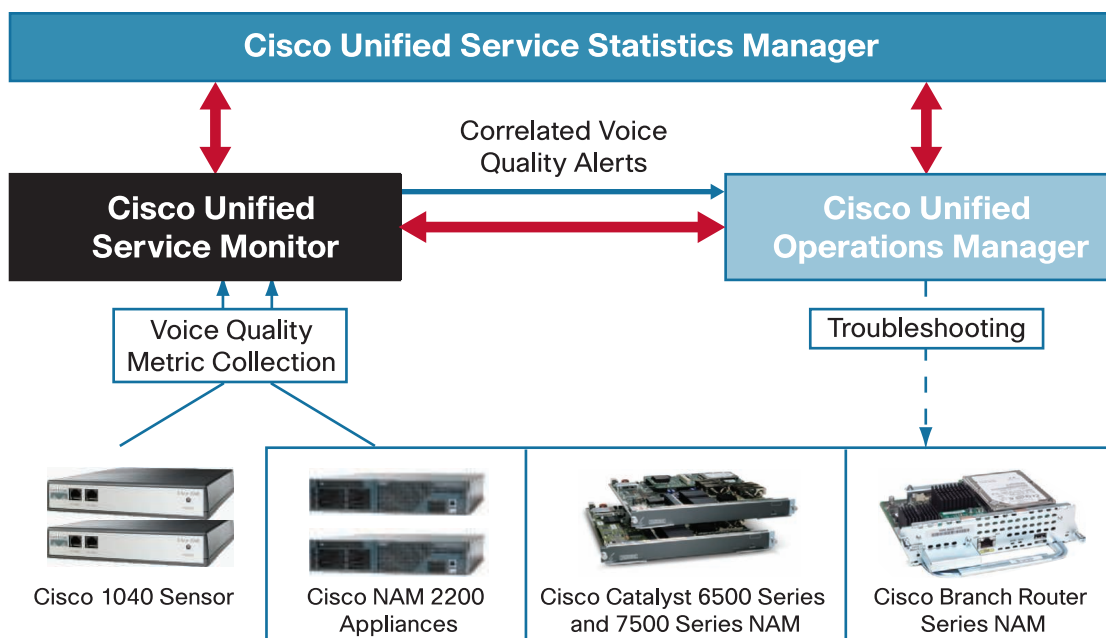 Cisco Unified Service Statistics Manager
Correlated Voice
Quality Alerts
Cisco Unified
Service Monitor
Cisco Unified
Operations Manager
Voice Quality
Metric Collection
Troubleshooting
Cisco 1040 Sensor
Cisco NAM 2200
Appliances
Cisco Catalyst 6500 Series
and 7500 Series NAM
Cisco Branch Router
Series NAM